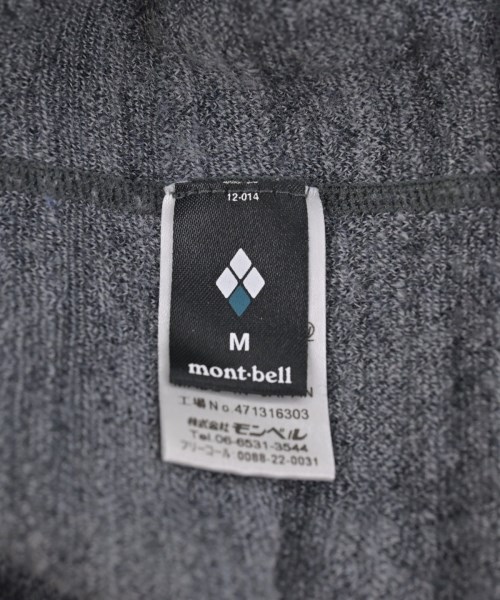 12-014
M
mont·bell
工場No.471316303
株式会社 モンベル
Tel.06-6531-3544
フリーコール:0088-22-0031